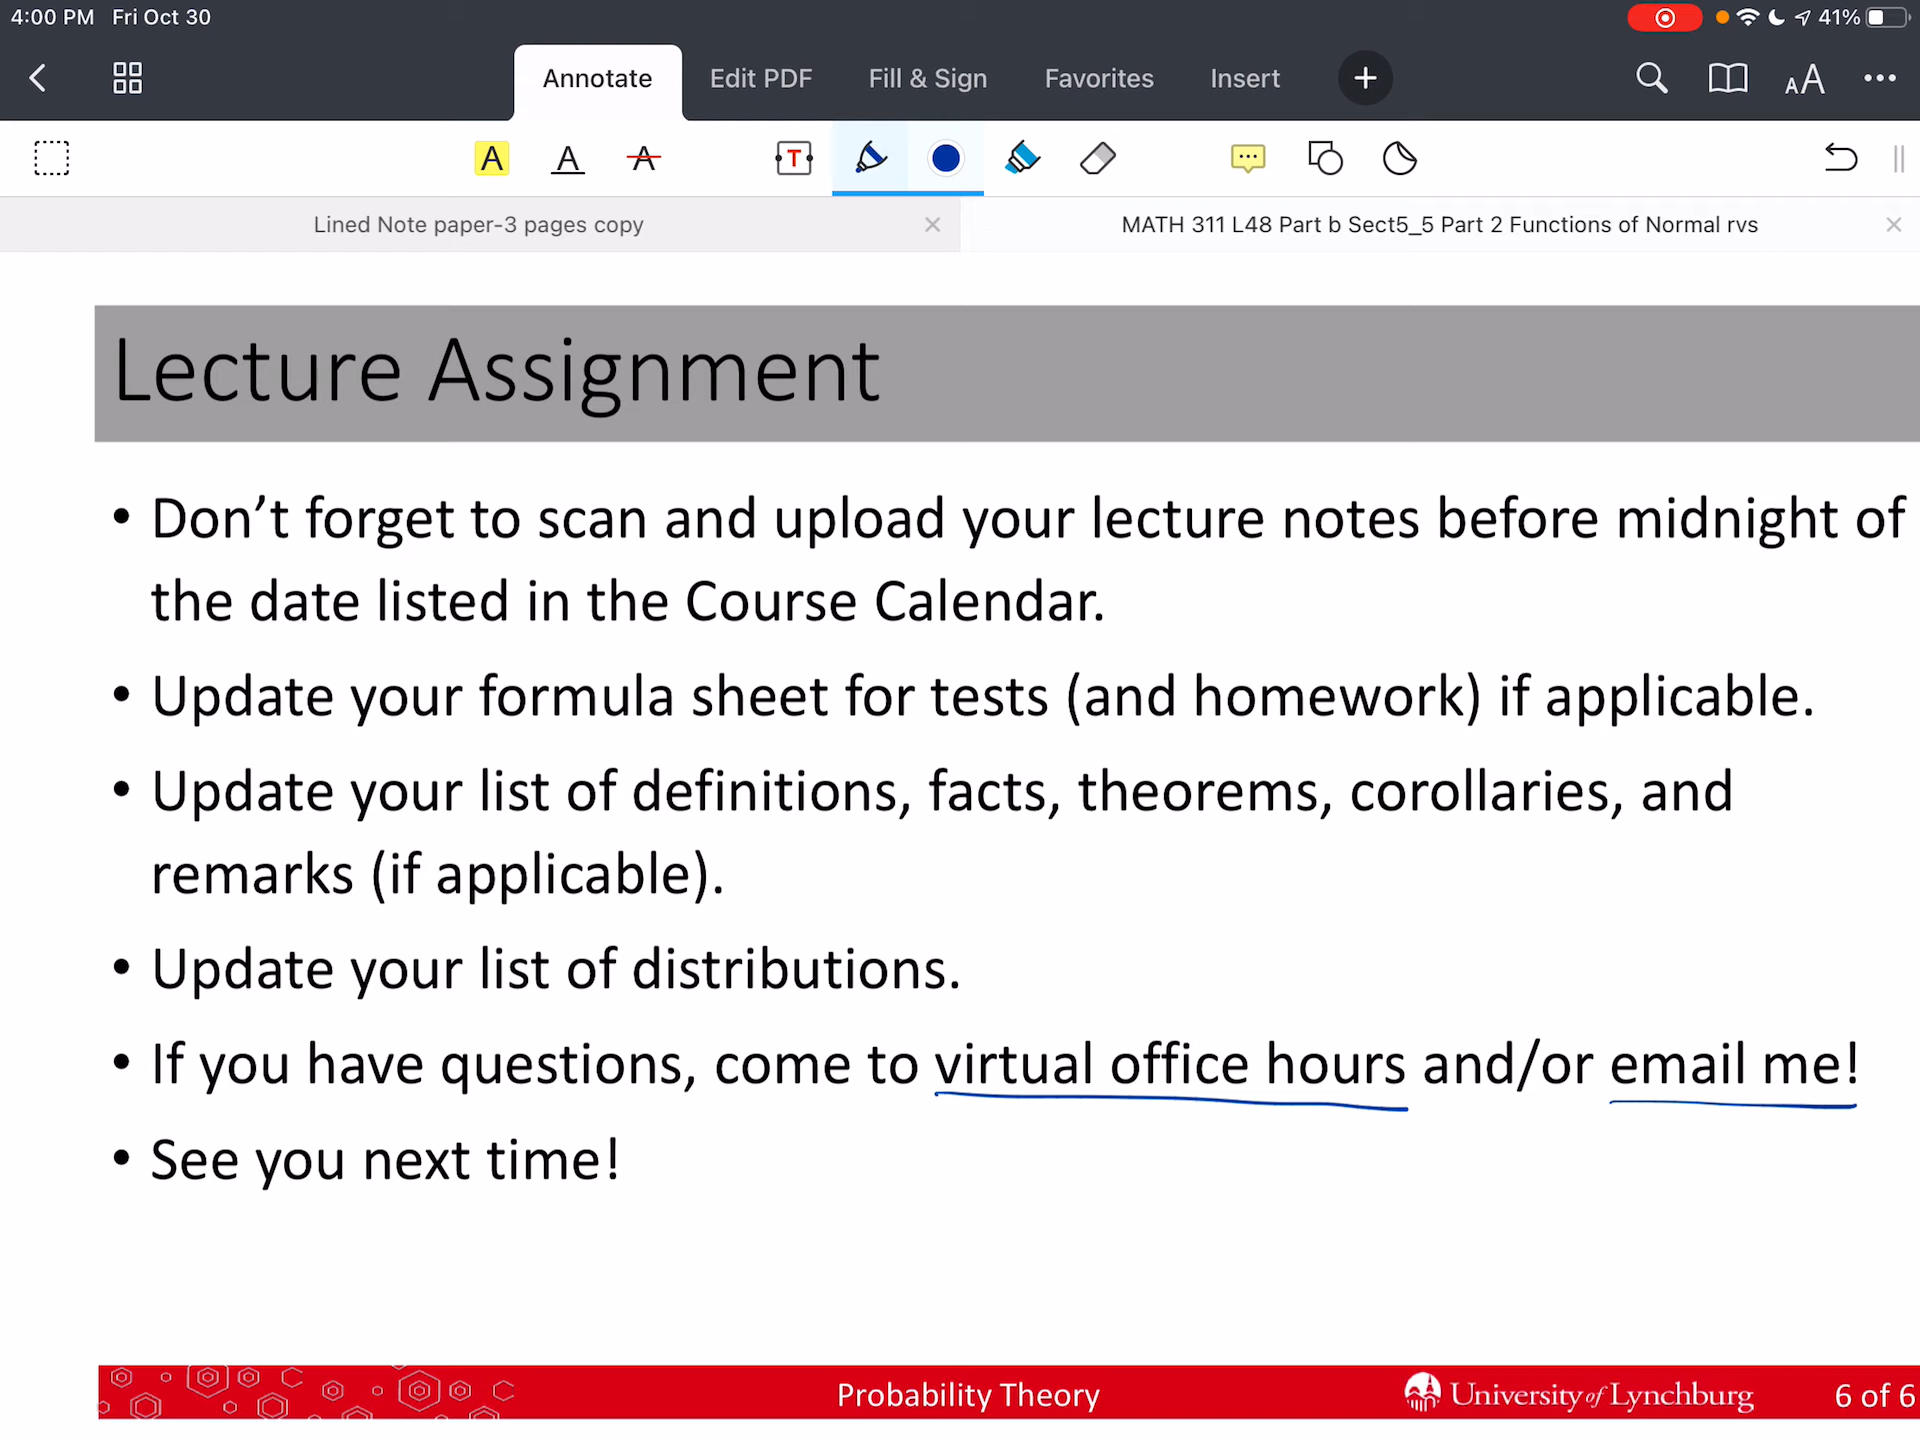 4:00 PM Fri Oct 30 41%
Annotate Edit PDF Fill & Sign Favorites Insert + AA
A A A T
Lined Note paper-3 pages copy × MATH 311 L48 Part b Sect5_5 Part 2 Functions of Normal rvs ×
Lecture Assignment
• Don’t forget to scan and upload your lecture notes before midnight of
the date listed in the Course Calendar.
• Update your formula sheet for tests (and homework) if applicable.
• Update your list of definitions, facts, theorems, corollaries, and
remarks (if applicable).
• Update your list of distributions.
• If you have questions, come to virtual office hours and/or email me!
• See you next time!
Probability Theory University of Lynchburg 6 of 6